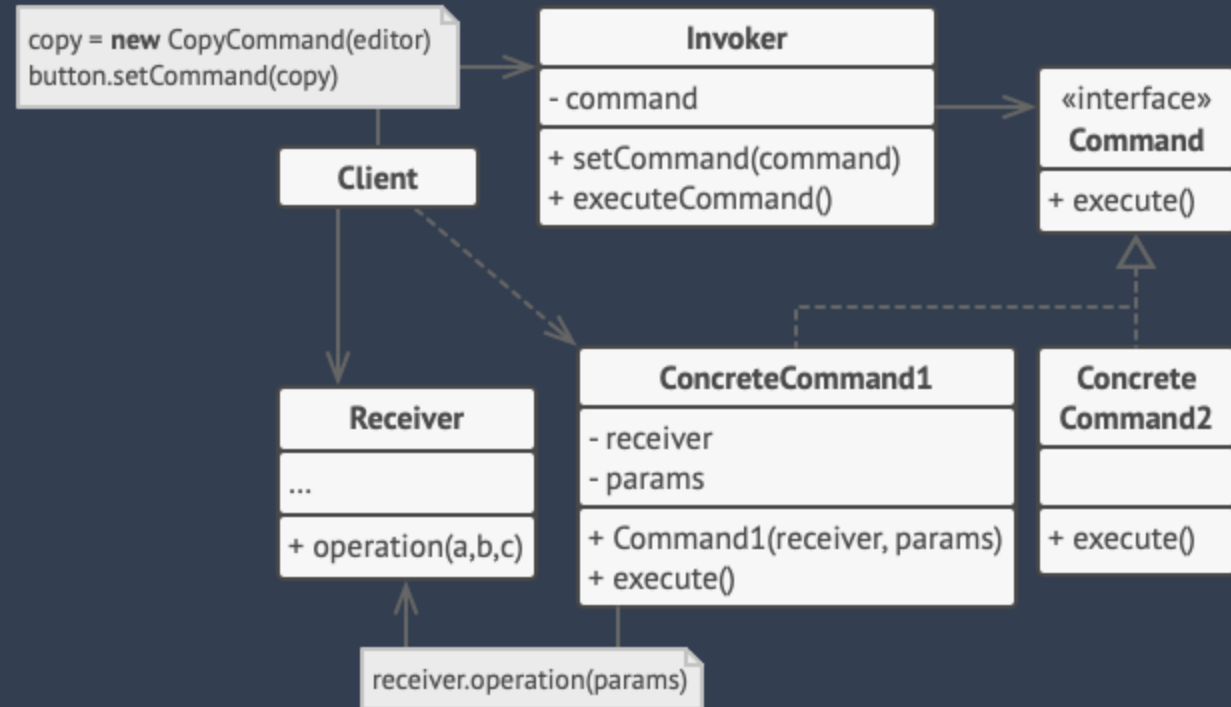 copy = new CopyCommand(editor)
button.setCommand(copy)
Client
Invoker
- command
+ setCommand(command)
+ executeCommand()
«interface»
Command
+ execute()
Receiver
...
+ operation(a,b,c)
ConcreteCommand1
- receiver
- params
+ Command1(receiver, params)
+ execute()
Concrete
Command2
+ execute()
receiver.operation(params)